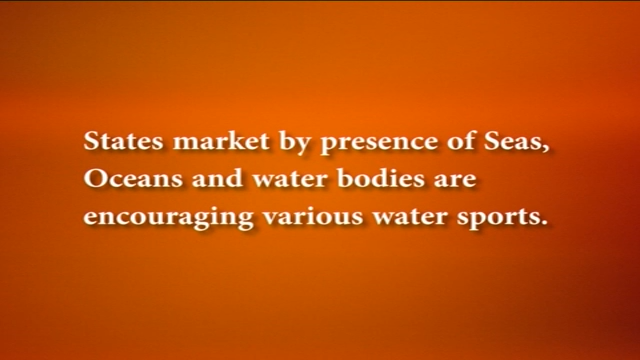 States market by presence of Seas,
Oceans and water bodies are
encouraging various water sports.